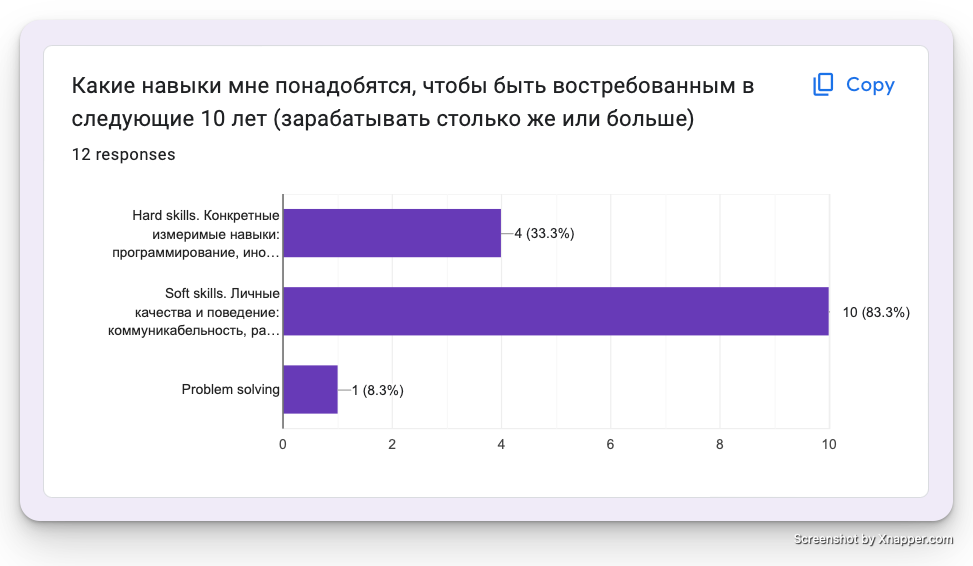 Какие навыки мне понадобятся, чтобы быть востребованным в
следующие 10 лет (зарабатывать столько же или больше)
Copy
12 responses
Hard skills. Конкретные
измеримые навыки:
программирование, ино…
4 (33.3%)
Soft skills. Личные
качества и поведение:
коммуникабельность, ра…
10 (83.3%)
Problem solving
1 (8.3%)
0 2 4 6 8 10
Screenshot by Xnapper.com